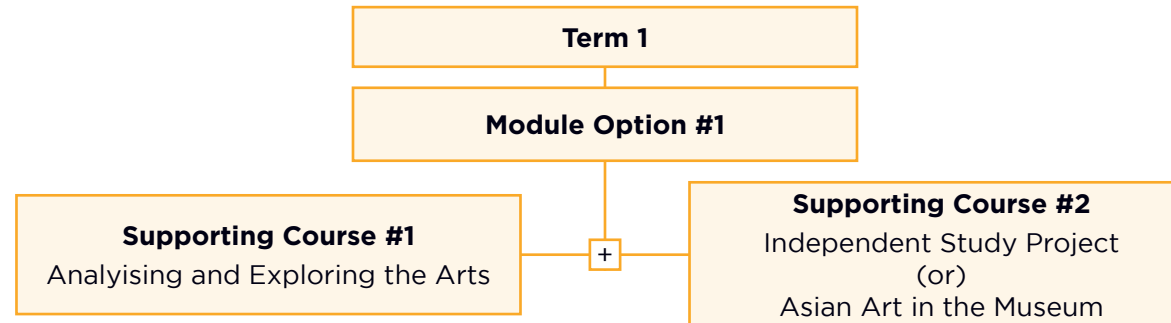 Term 1
Module Option #1
Supporting Course #1
Analyising and Exploring the Arts
+
Supporting Course #2
Independent Study Project
(or)
Asian Art in the Museum